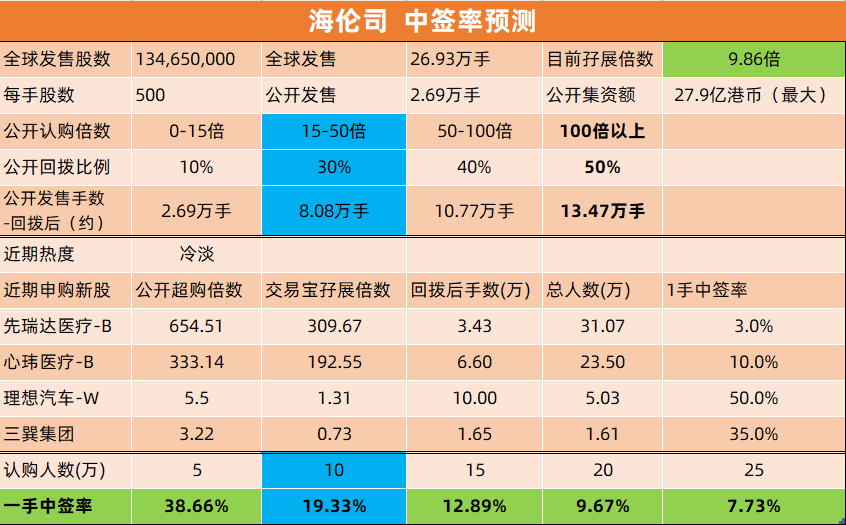 海伦司 中签率预测
全球发售股数 134,650,000 全球发售 26.93万手 目前孖展倍数 9.86倍
每手股数 500 公开发售 2.69万手 公开集资额 27.9亿港币（最大）
公开认购倍数 0-15倍 15-50倍 50-100倍 100倍以上
公开回拨比例 10% 30% 40% 50%
公开发售手数
-回拨后（约） 2.69万手 8.08万手 10.77万手 13.47万手
近期热度 冷淡
近期申购新股 公开超购倍数 交易宝孖展倍数 回拨后手数(万) 总人数(万) 1手中签率
先瑞达医疗-B 654.51 309.67 3.43 31.07 3.0%
心玮医疗-B 333.14 192.55 6.60 23.50 10.0%
理想汽车-W 5.5 1.31 10.00 5.03 50.0%
三巽集团 3.22 0.73 1.65 1.61 35.0%
认购人数(万) 5 10 15 20 25
一手中签率 38.66% 19.33% 12.89% 9.67% 7.73%